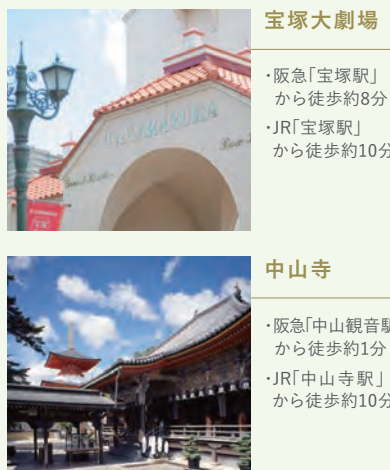 宝塚大劇場
・阪急「宝塚駅」
から徒歩約8分
・JR「宝塚駅」
から徒歩約10分
TAKARAZUKA
中山寺
・阪急「中山観音駅
から徒歩約1分
・JR「中山寺駅」
から徒歩約10分